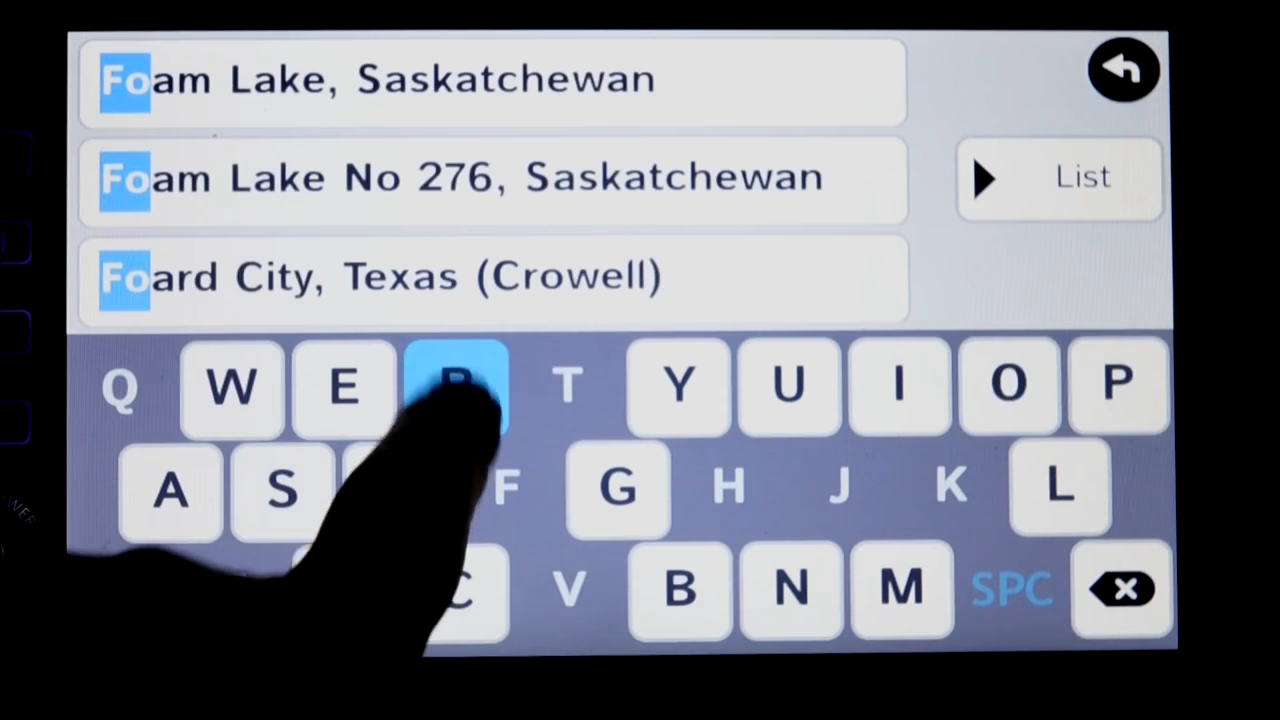 Foam Lake, Saskatchewan
Foam Lake No 276, Saskatchewan
List
Foard City, Texas (Crowell)
Q W E R T Y U I O P
A S F G H J K L
C V B N M SPC